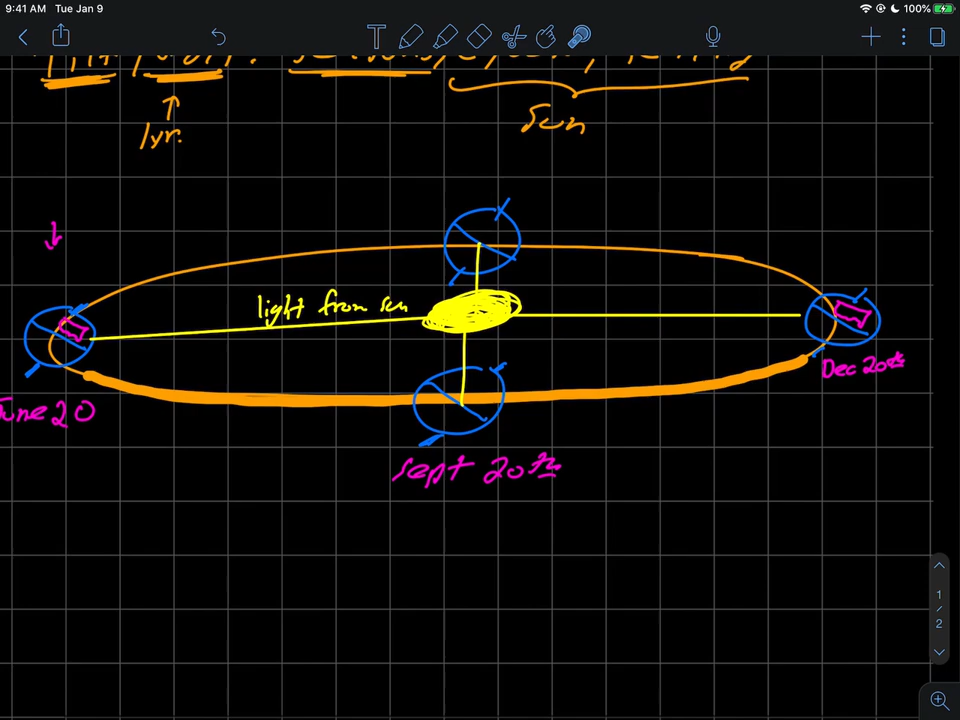 9:41 AM Tue Jan 9
100%
1yr.
Sun
light from sun
June 20
Dec 20th
Sept 20th
1
/
2